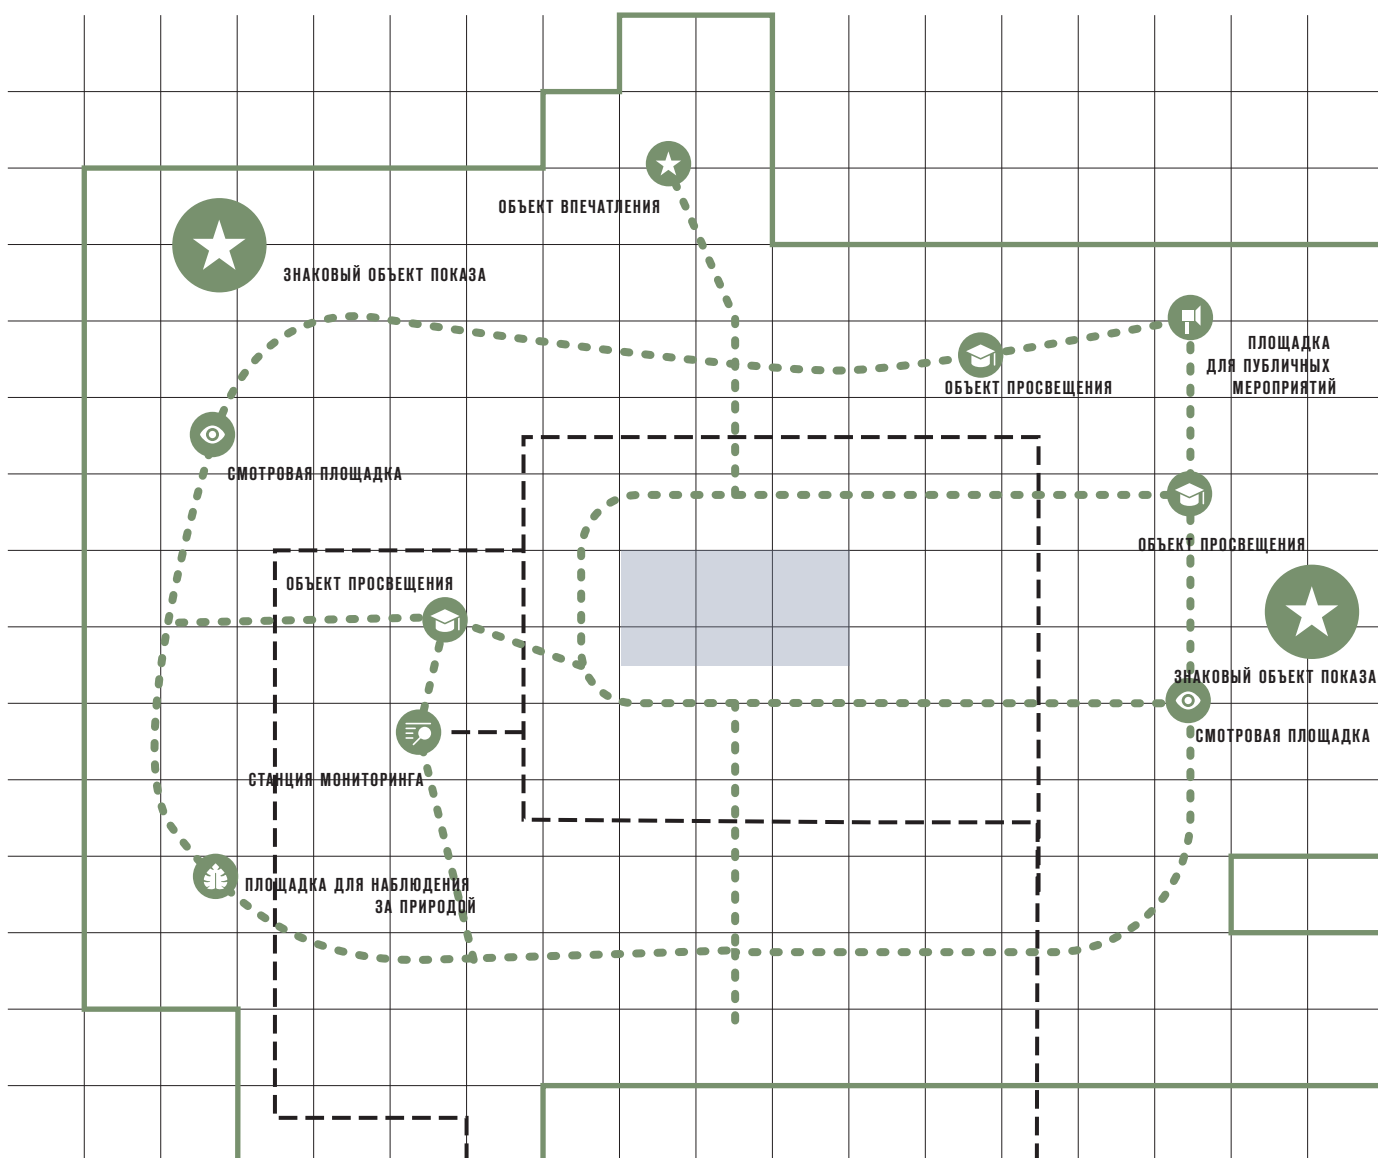 ОБЪЕКТ ВПЕЧАТЛЕНИЯ
ЗНАКОВЫЙ ОБЪЕКТ ПОКАЗА
ПЛОЩАДКА
ДЛЯ ПУБЛИЧНЫХ
МЕРОПРИЯТИЙ
ОБЪЕКТ ПРОСВЕЩЕНИЯ
СМОТРОВАЯ ПЛОЩАДКА
ОБЪЕКТ ПРОСВЕЩЕНИЯ
ОБЪЕКТ ПРОСВЕЩЕНИЯ
ЗНАКОВЫЙ ОБЪЕКТ ПОКАЗА
СМОТРОВАЯ ПЛОЩАДКА
СТАНЦИЯ МОНИТОРИНГА
ПЛОЩАДКА ДЛЯ НАБЛЮДЕНИЯ
ЗА ПРИРОДОЙ